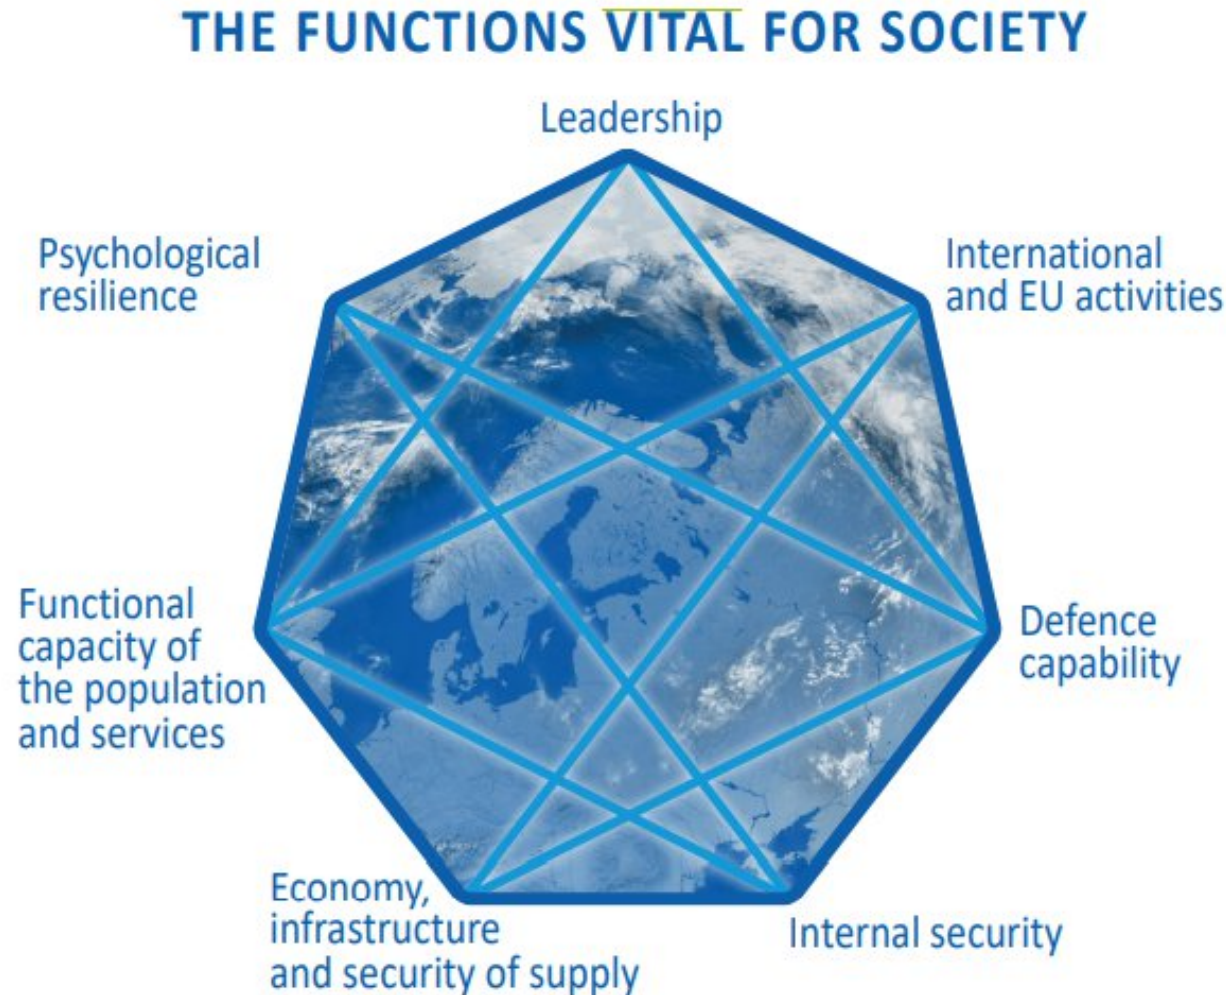 THE FUNCTIONS VITAL FOR SOCIETY
Leadership
Psychological
resilience
International
and EU activities
Functional
capacity of
the population
and services
Defence
capability
Economy,
infrastructure
and security of supply
Internal security